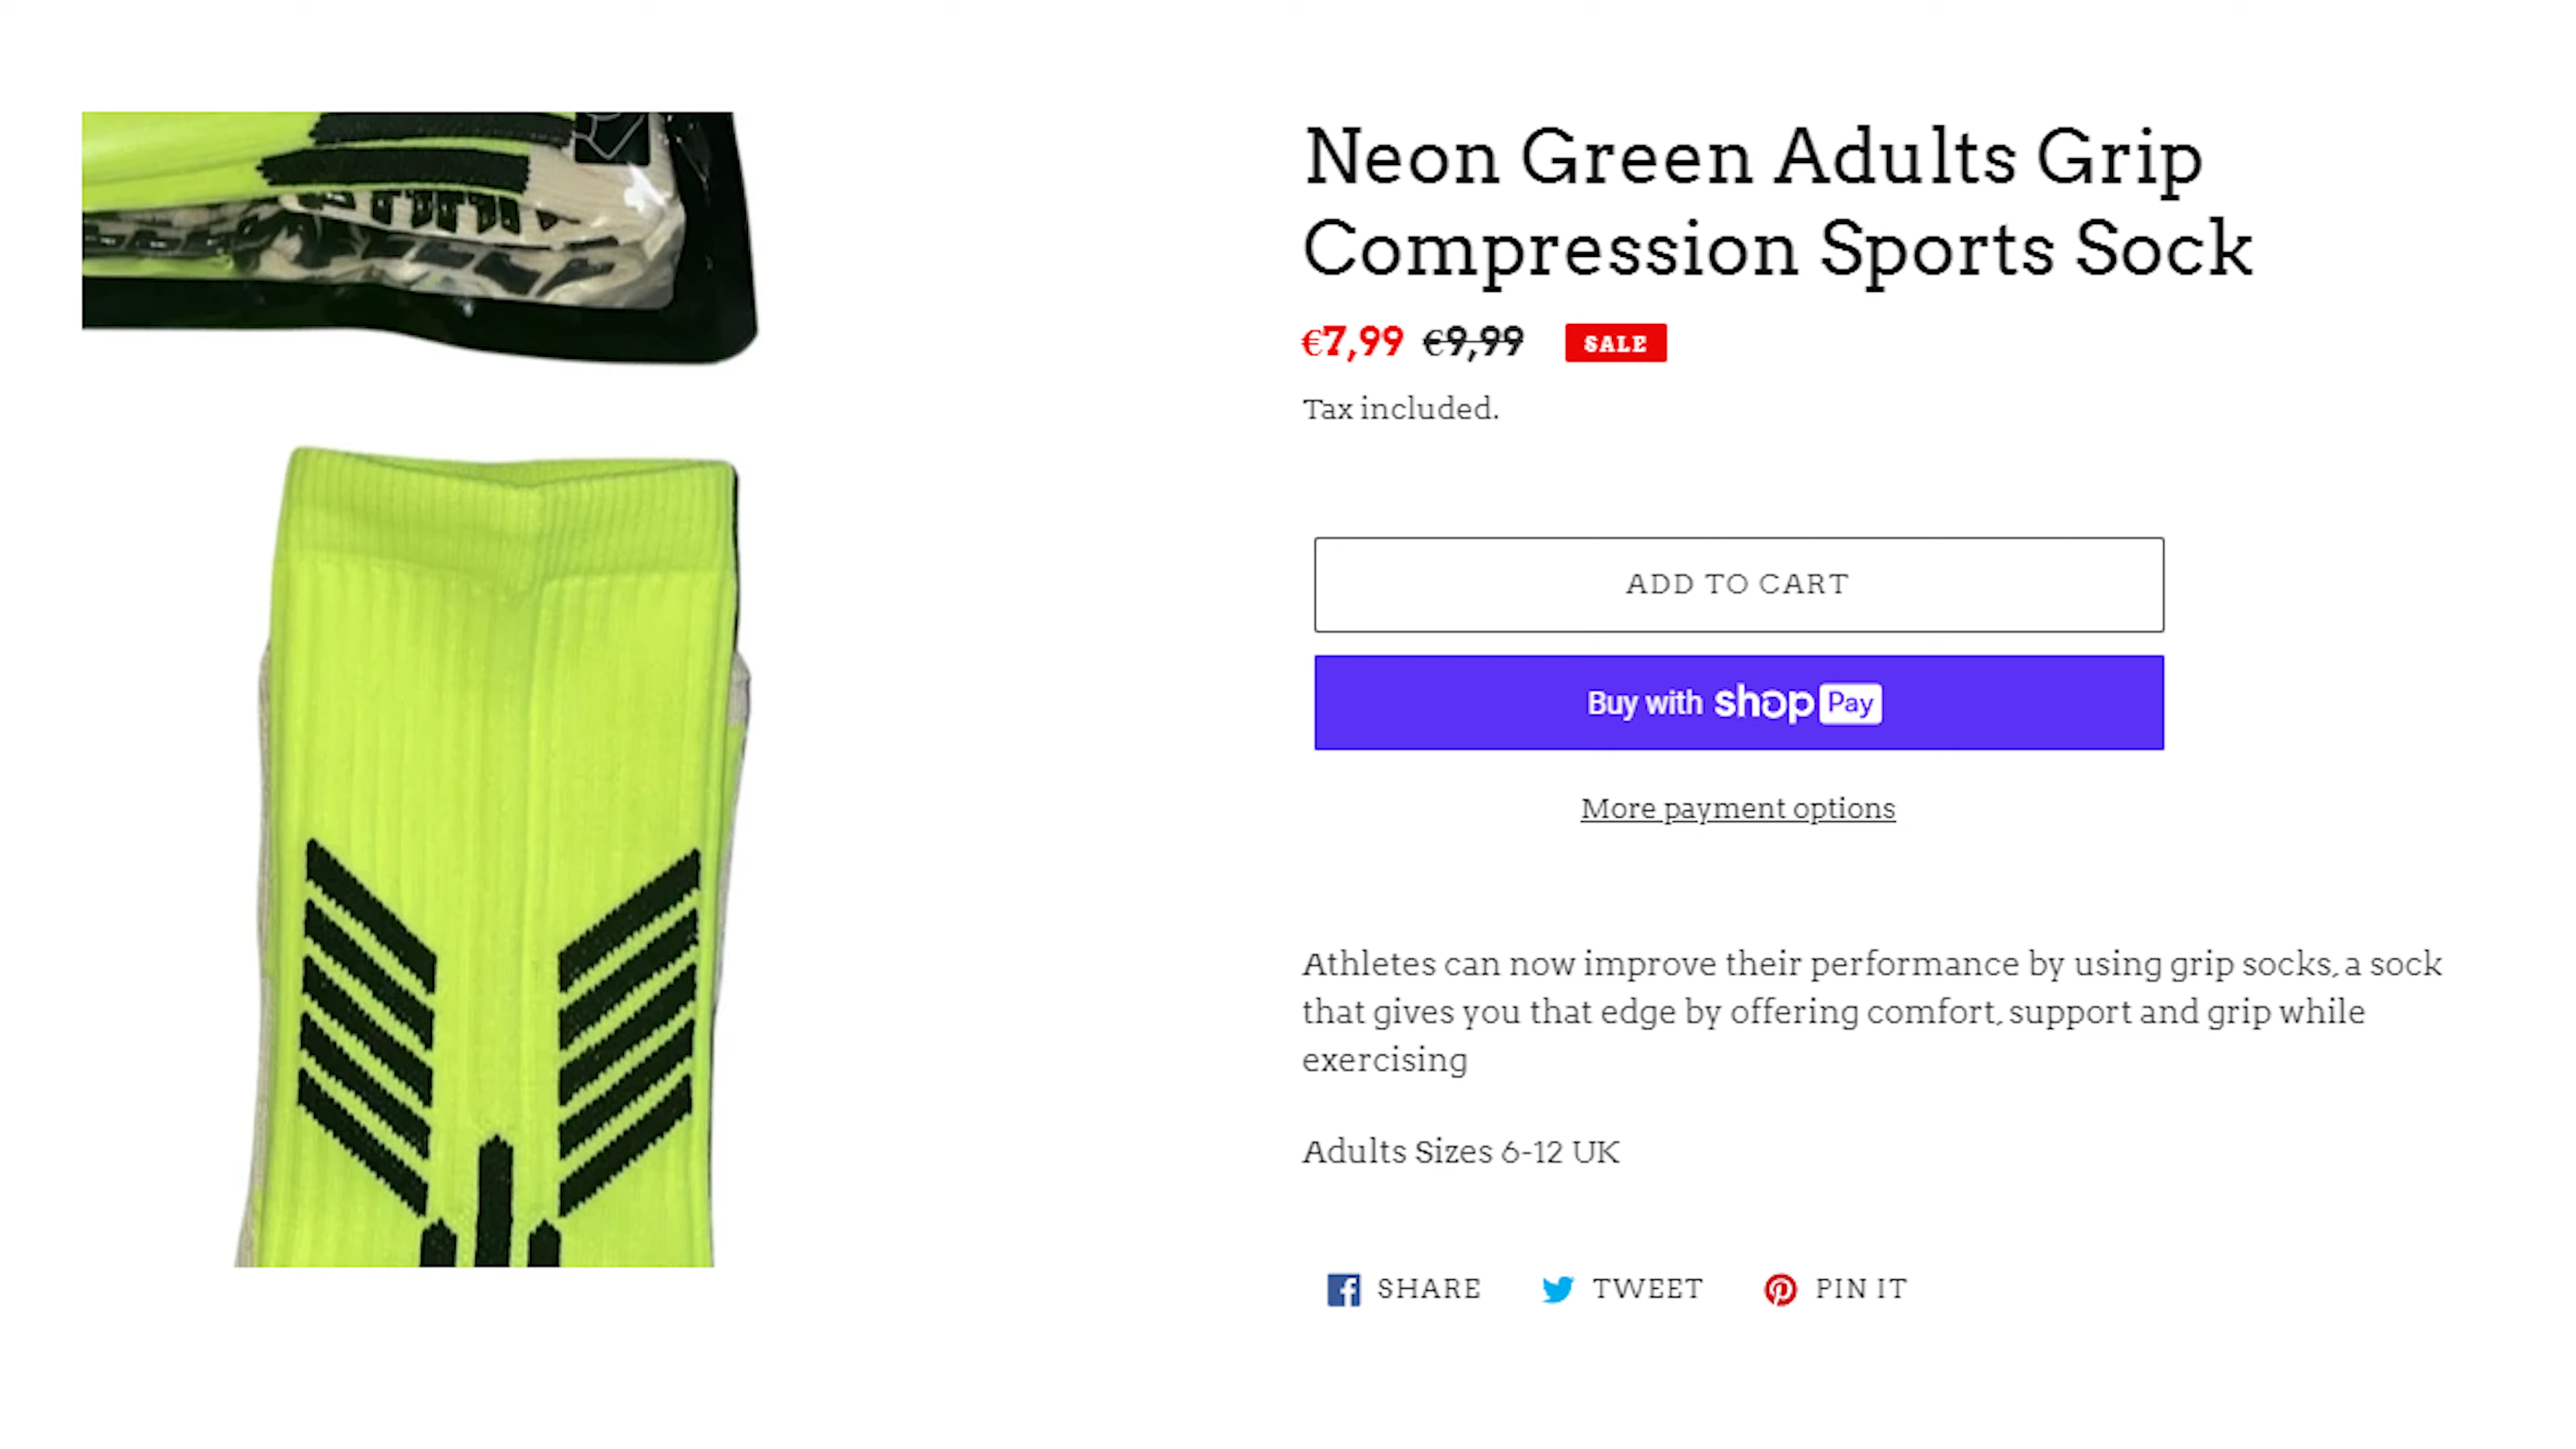 Neon Green Adults Grip
Compression Sports Sock
€7,99 €9,99 SALE
Tax included.
ADD TO CART
Buy with shop Pay
More payment options
Athletes can now improve their performance by using grip socks, a sock
that gives you that edge by offering comfort, support and grip while
exercising
Adults Sizes 6-12 UK
SHARE TWEET PIN IT